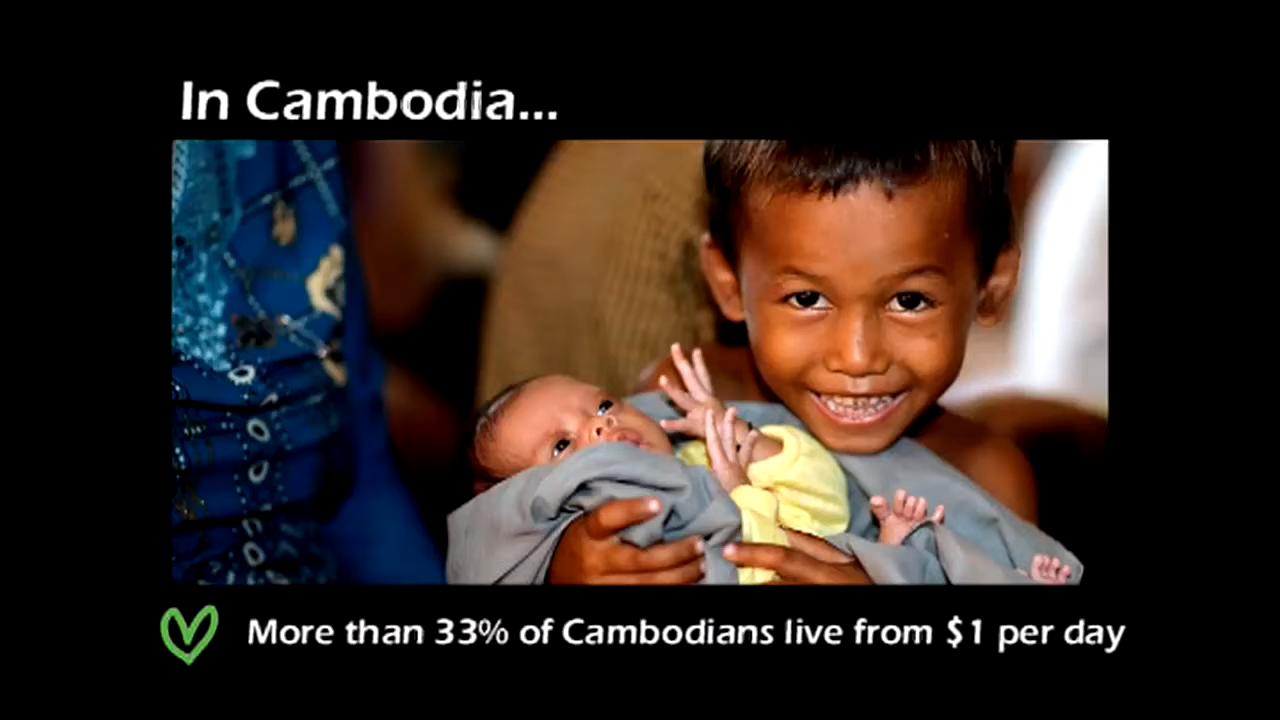 In Cambodia...
More than 33% of Cambodians live from $1 per day